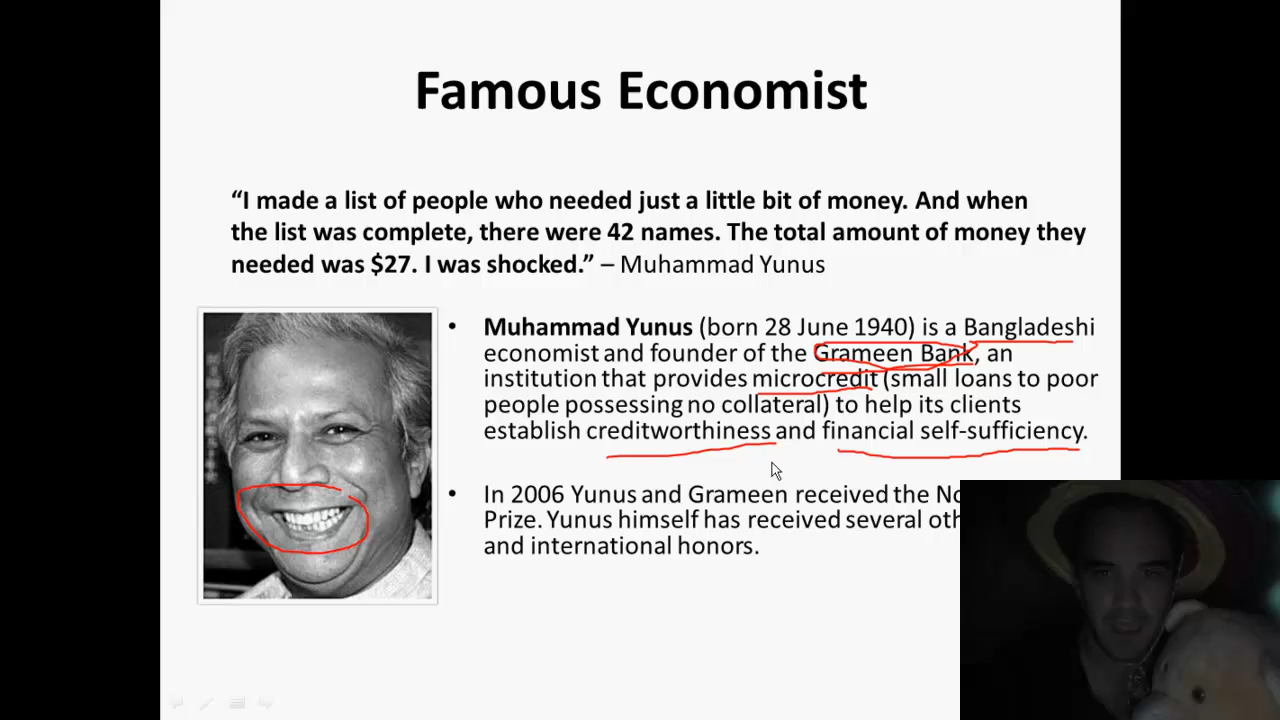 Famous Economist
“I made a list of people who needed just a little bit of money. And when
the list was complete, there were 42 names. The total amount of money they
needed was $27. I was shocked.” – Muhammad Yunus
• Muhammad Yunus (born 28 June 1940) is a Bangladeshi
economist and founder of the Grameen Bank, an
institution that provides microcredit (small loans to poor
people possessing no collateral) to help its clients
establish creditworthiness and financial self-sufficiency.
• In 2006 Yunus and Grameen received the
Prize. Yunus himself has received several
and international honors.